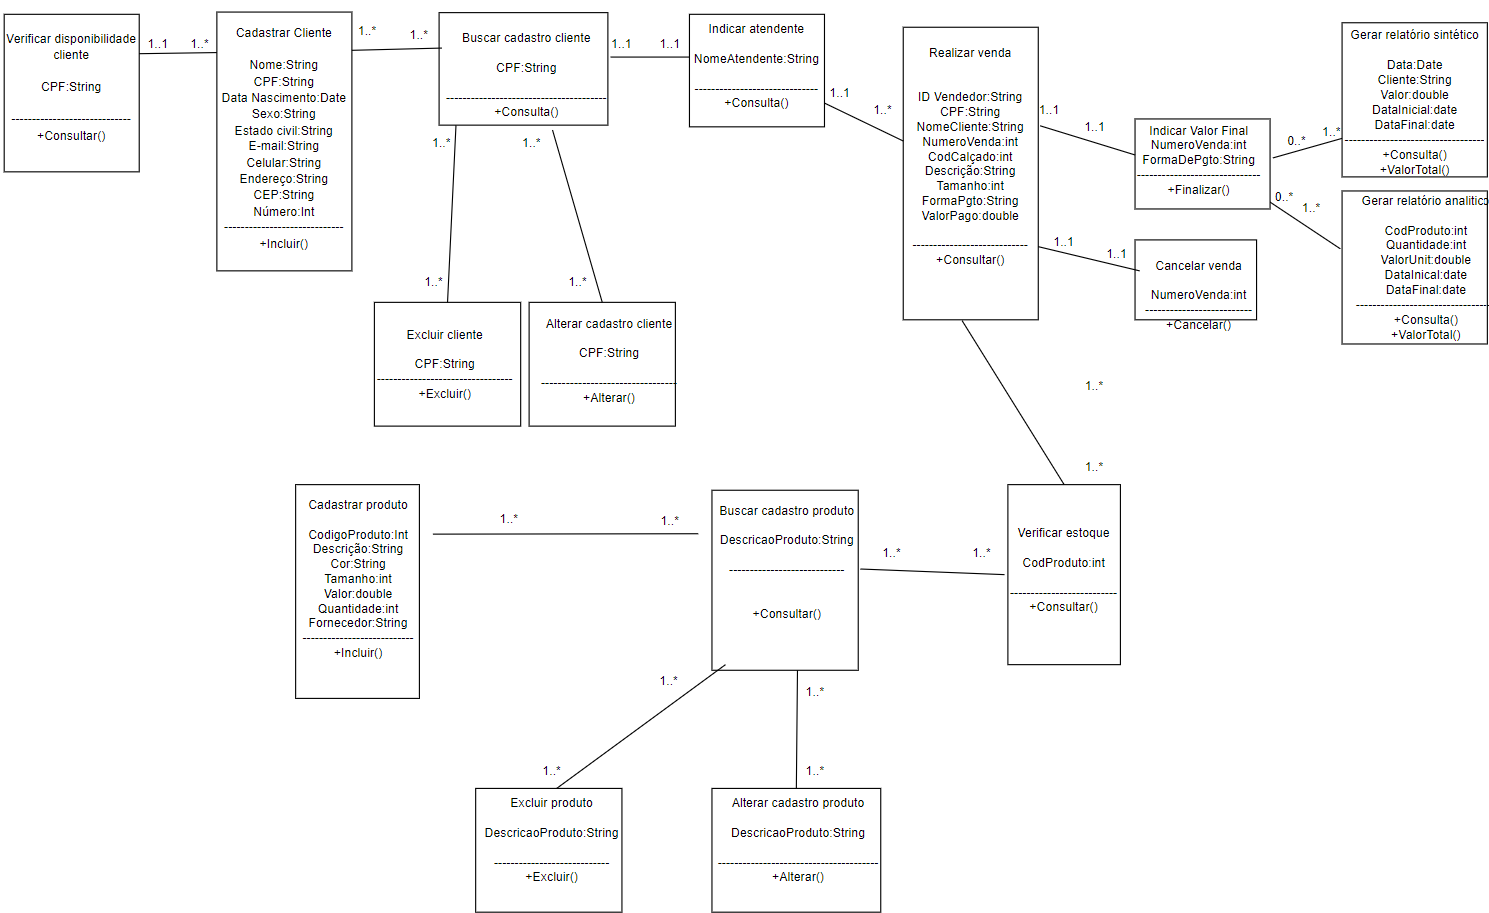 Verificar disponibilidade
cliente
CPF:String
------------------------------
+Consultar()
1..1
1..*
Cadastrar Cliente
Nome:String
CPF:String
Data Nascimento:Date
Sexo:String
Estado civil:String
E-mail:String
Celular:String
Endereço:String
CEP:String
Número:Int
------------------------------
+Incluir()
1..*
1..*
Buscar cadastro cliente
CPF:String
----------------------------------------
+Consulta()
1..1
1..1
Indicar atendente
NomeAtendente:String
-------------------------------
+Consulta()
1..1
1..*
Realizar venda
ID Vendedor:String
CPF:String
NomeCliente:String
NumeroVenda:int
CodCalçado:int
Descrição:String
Tamanho:int
FormaPgto:String
ValorPago:double
-----------------------------
+Consultar()
1..1
1..1
Indicar Valor Final
NumeroVenda:int
FormaDePgto:String
-------------------------------
+Finalizar()
0..*
1..*
Gerar relatório sintético
Data:Date
Cliente:String
Valor:double
DataInicial:date
DataFinal:date
-----------------------------------
+Consulta()
+ValorTotal()
0..*
1..*
Gerar relatório analitico
CodProduto:int
Quantidade:int
ValorUnit:double
DataInical:date
DataFinal:date
---------------------------------
+Consulta()
+ValorTotal()
1..1
1..1
Cancelar venda
NumeroVenda:int
---------------------------
+Cancelar()
1..*
1..*
1..*
1..*
Excluir cliente
CPF:String
----------------------------------
+Excluir()
Alterar cadastro cliente
CPF:String
----------------------------------
+Alterar()
1..*
1..*
Cadastrar produto
CodigoProduto:Int
Descrição:String
Cor:String
Tamanho:int
Valor:double
Quantidade:int
Fornecedor:String
----------------------------
+Incluir()
1..*
1..*
Buscar cadastro produto
DescricaoProduto:String
-----------------------------
+Consultar()
1..*
1..*
Verificar estoque
CodProduto:int
---------------------------
+Consultar()
1..*
1..*
1..*
1..*
Excluir produto
DescricaoProduto:String
-----------------------------
+Excluir()
Alterar cadastro produto
DescricaoProduto:String
----------------------------------------
+Alterar()